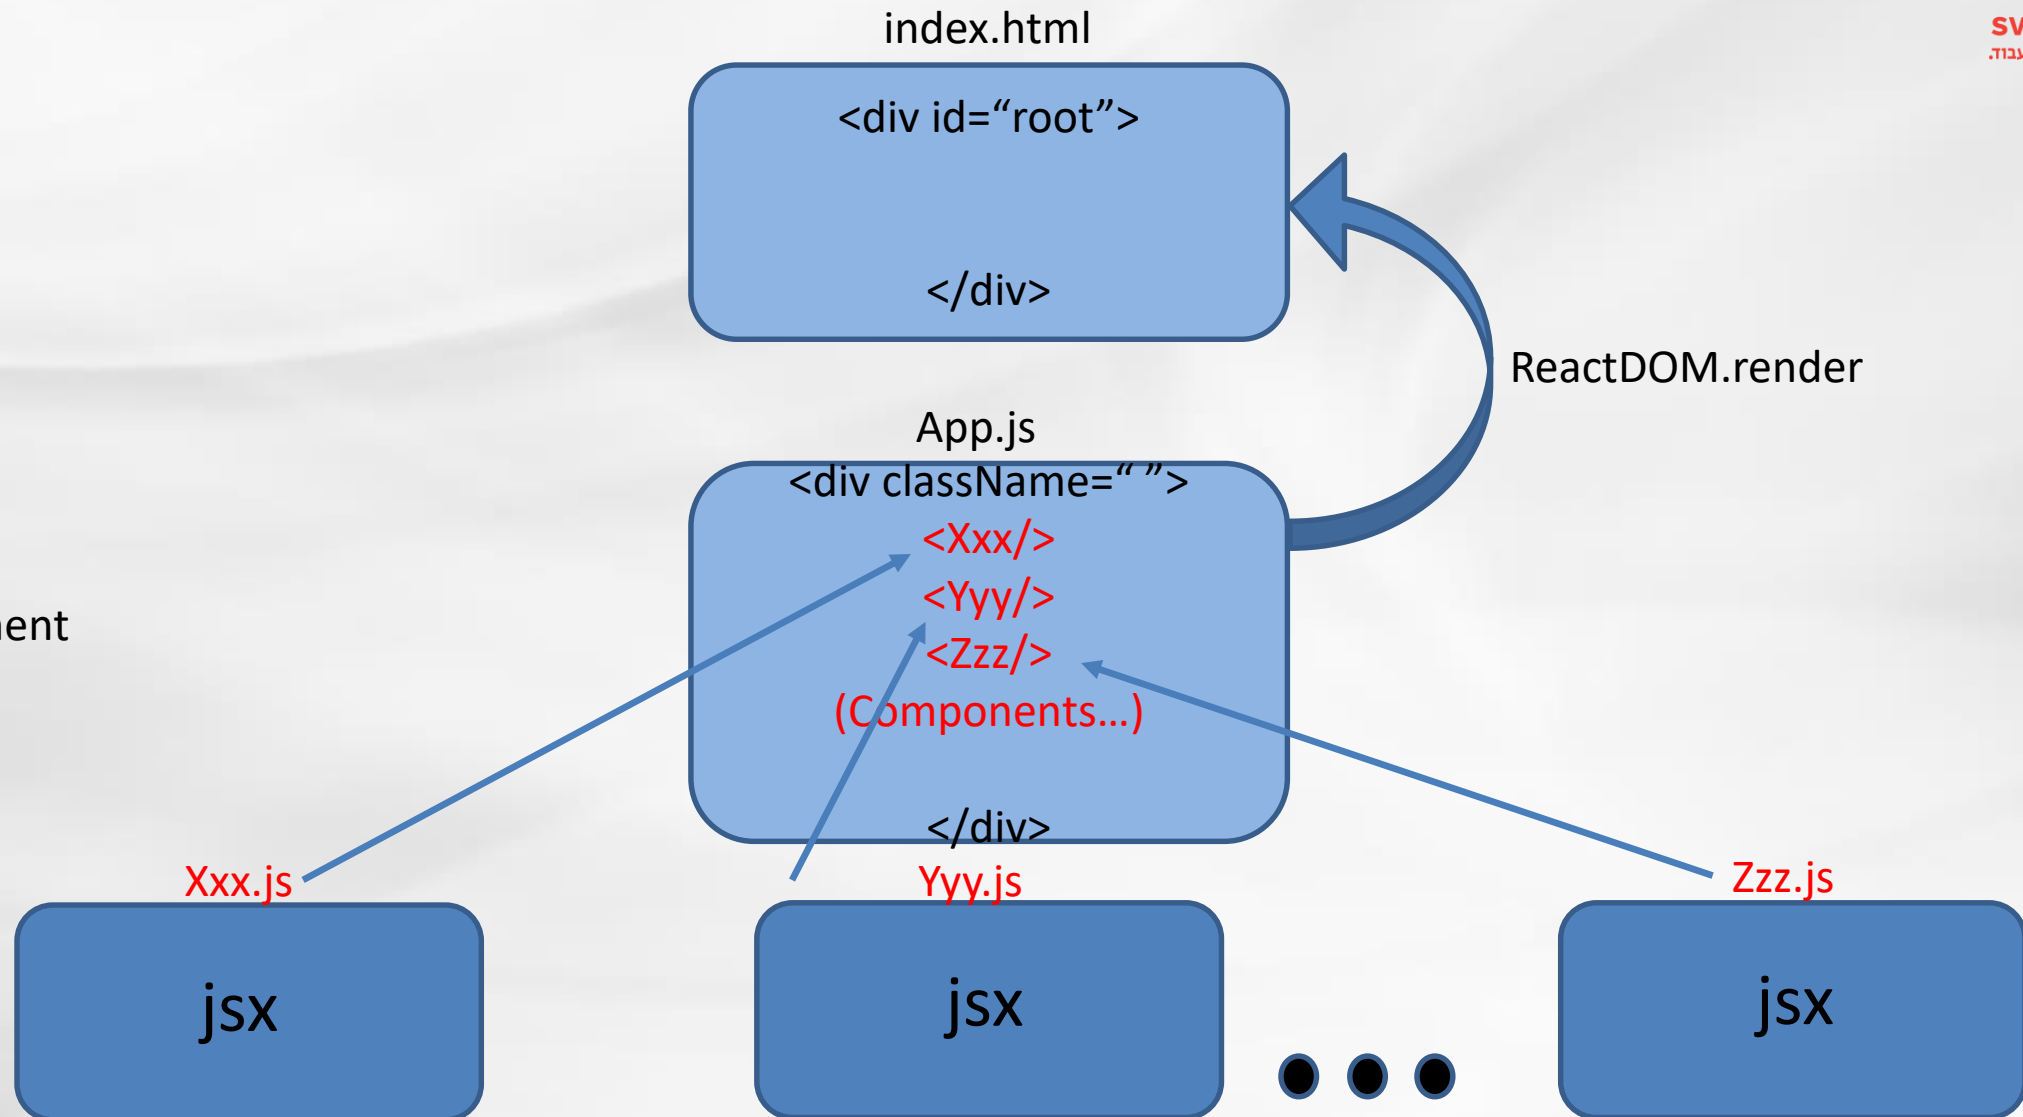 index.html
<div id=“root”>
</div>
ReactDOM.render
App.js
<div className=“ ”>
<Xxx/>
<Yyy/>
<Zzz/>
(Components…)
</div>
Xxx.js
Yyy.js
Zzz.js
jsx
jsx
jsx